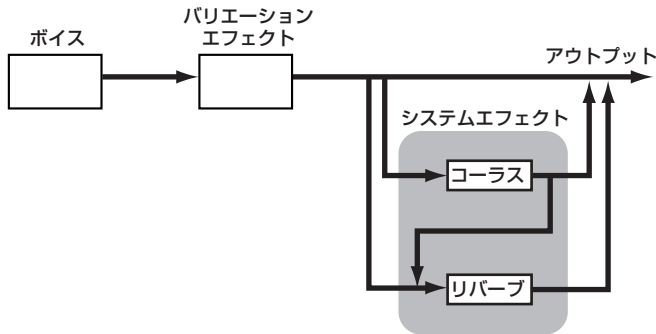 ボイス
バリエーション
エフェクト
アウトプット
システムエフェクト
コーラス
リバーブ